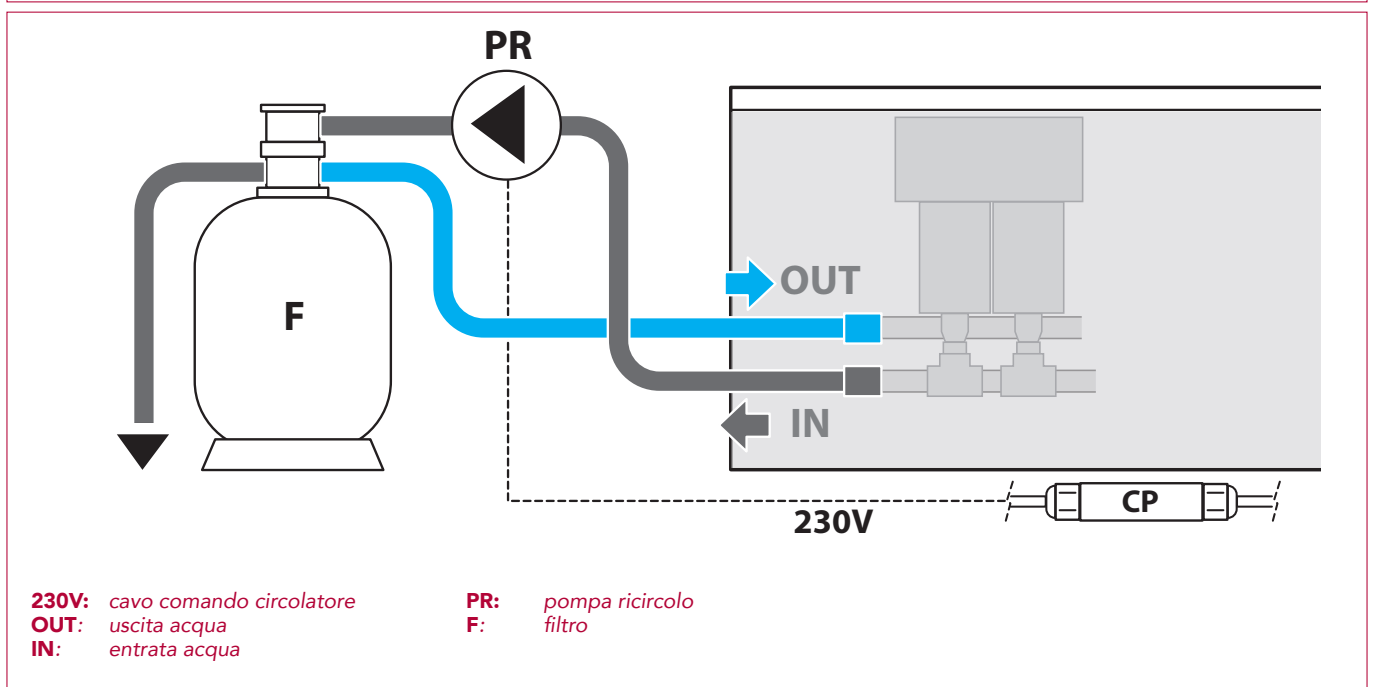 PR
F
OUT
IN
230V
CP
230V: cavo comando circolatore
OUT: uscita acqua
IN: entrata acqua
PR: pompa ricircolo
F: filtro